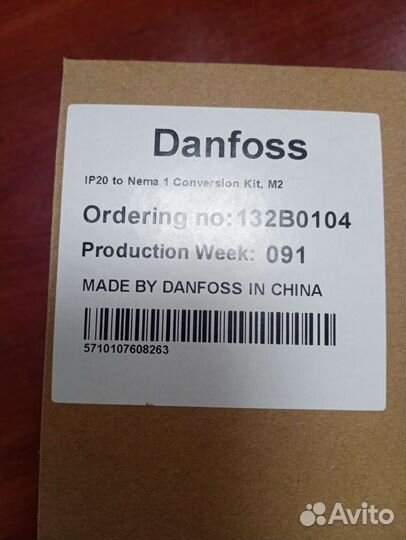 Danfoss
IP20 to Nema 1 Conversion Kit, M2
Ordering no:132B0104
Production Week: 091
MADE BY DANFOSS IN CHINA
5710107608263
Avito